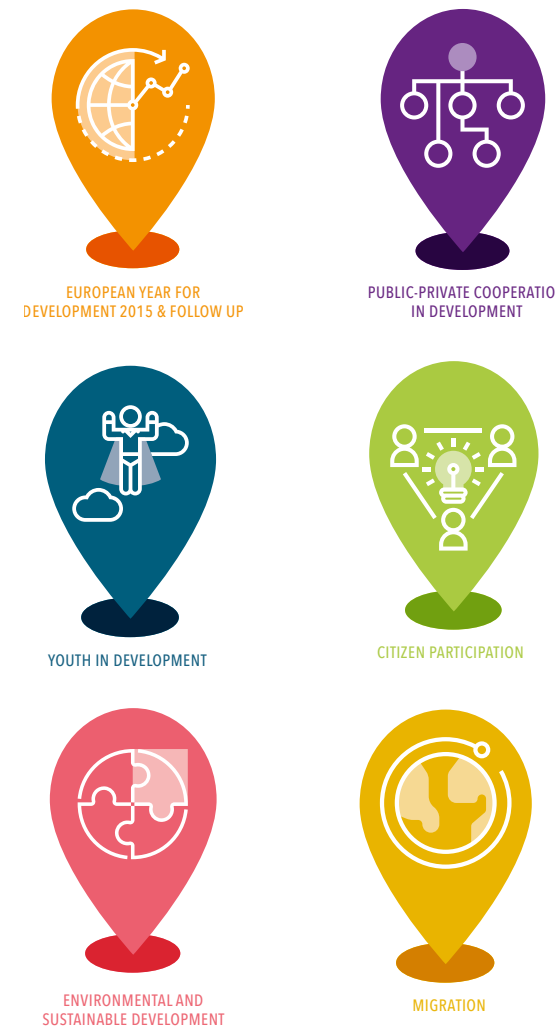 EUROPEAN YEAR FOR
DEVELOPMENT 2015 & FOLLOW UP
PUBLIC-PRIVATE COOPERATIO
IN DEVELOPMENT
YOUTH IN DEVELOPMENT
CITIZEN PARTICIPATION
ENVIRONMENTAL AND
SUSTAINABLE DEVELOPMENT
MIGRATION